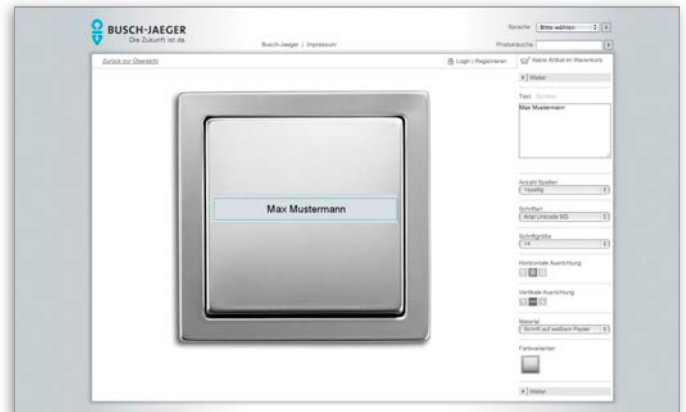 BUSCH-JAEGER
Die Zukunft ist da.
Busch-Jaeger | Impressum
Sprache Bitte wählen
Produktsuche
Zurück zur Übersicht
Login | Registrieren
Keine Artikel im Warenkorb
Weiter
Text Symbol
Max Mustermann
Max Mustermann
Anzahl Spalten
1spaltig
Schriftart
Arial Unicode MS
Schriftgröße
14
Horizontale Ausrichtung
Vertikale Ausrichtung
Material
Schrift auf weißem Papier
Farbvarianten
Weiter